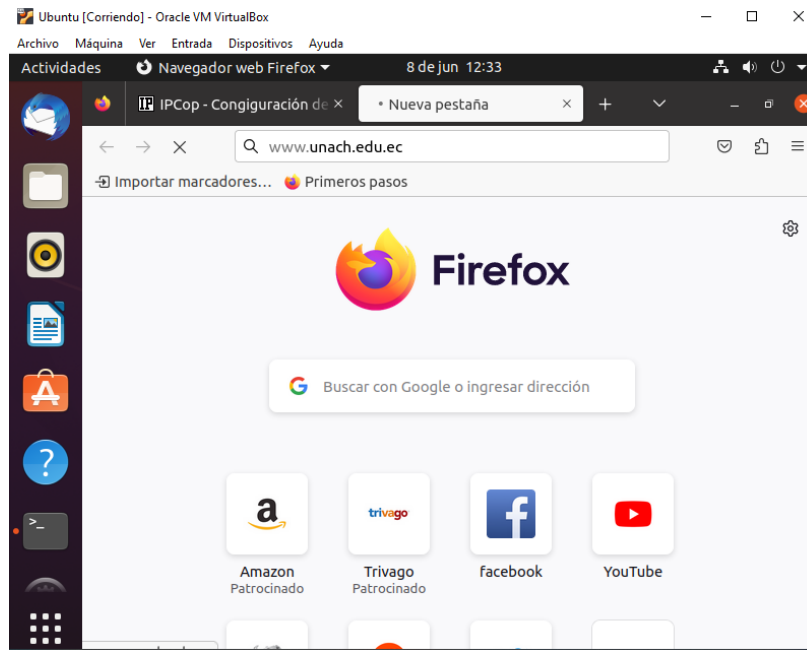 Ubuntu [Corriendo] - Oracle VM VirtualBox
Archivo Máquina Ver Entrada Dispositivos Ayuda
Actividades Navegador web Firefox 8 de jun 12:33
IPCop - Congiguración de Nueva pestaña
www.unach.edu.ec
Importar marcadores... Primeros pasos
Firefox
Buscar con Google o ingresar dirección
a trivago
Amazon Trivago facebook YouTube
Patrocinado Patrocinado